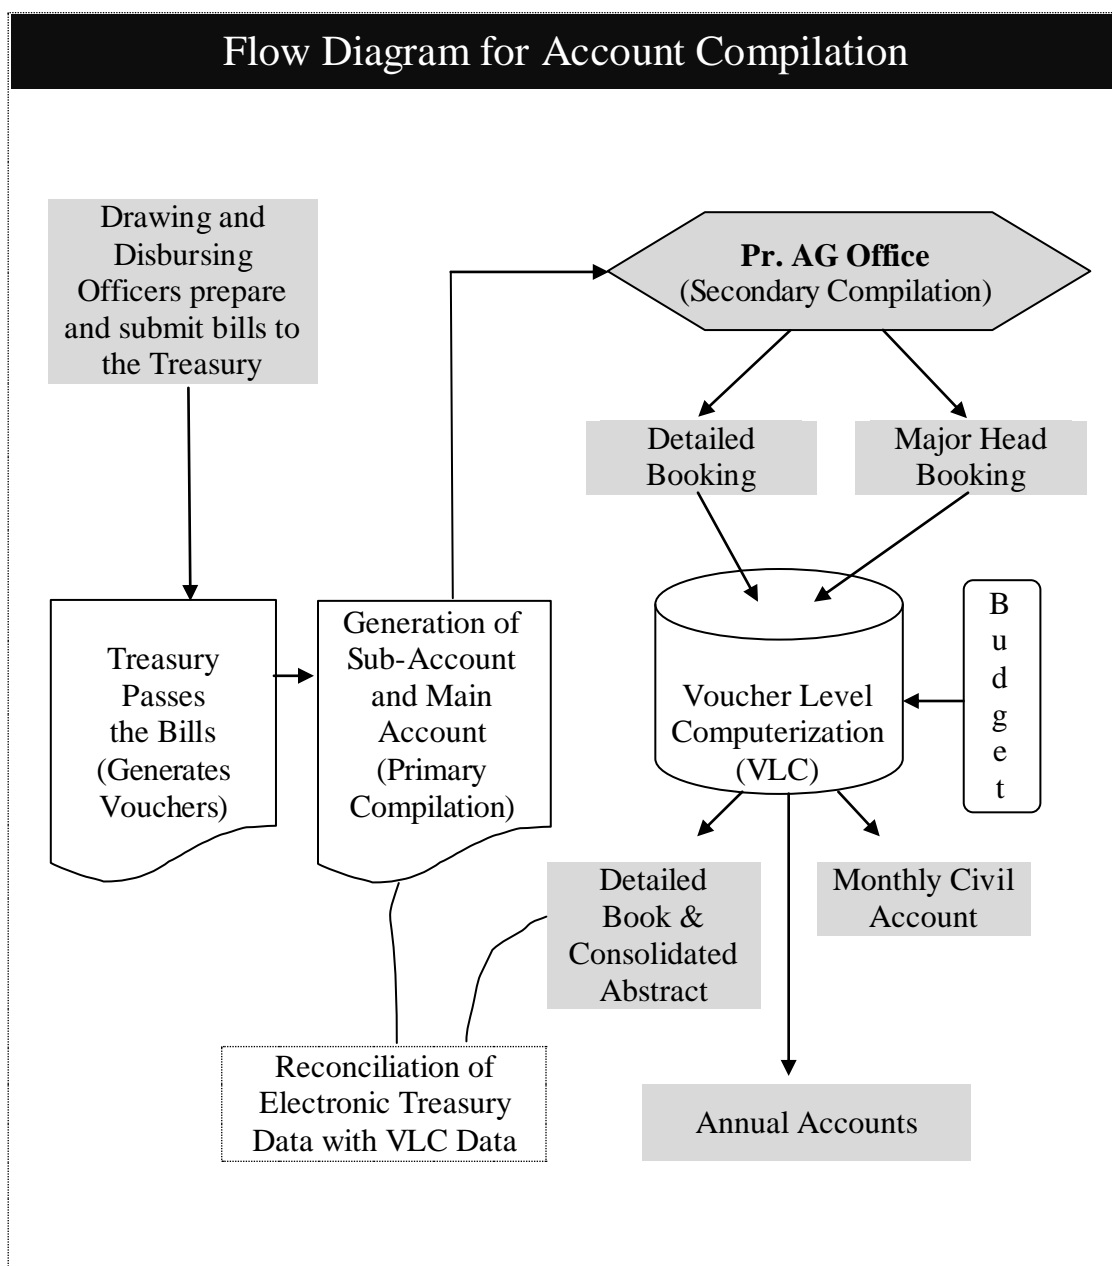 Flow Diagram for Account Compilation
Drawing and
Disbursing
Officers prepare
and submit bills to
the Treasury
Pr. AG Office
(Secondary Compilation)
Detailed
Booking
Major Head
Booking
Treasury
Passes
the Bills
(Generates
Vouchers)
Generation of
Sub-Account
and Main
Account
(Primary
Compilation)
Voucher Level
Computerization
(VLC)
B
u
d
g
e
t
Detailed
Book &
Consolidated
Abstract
Monthly Civil
Account
Reconciliation of
Electronic Treasury
Data with VLC Data
Annual Accounts